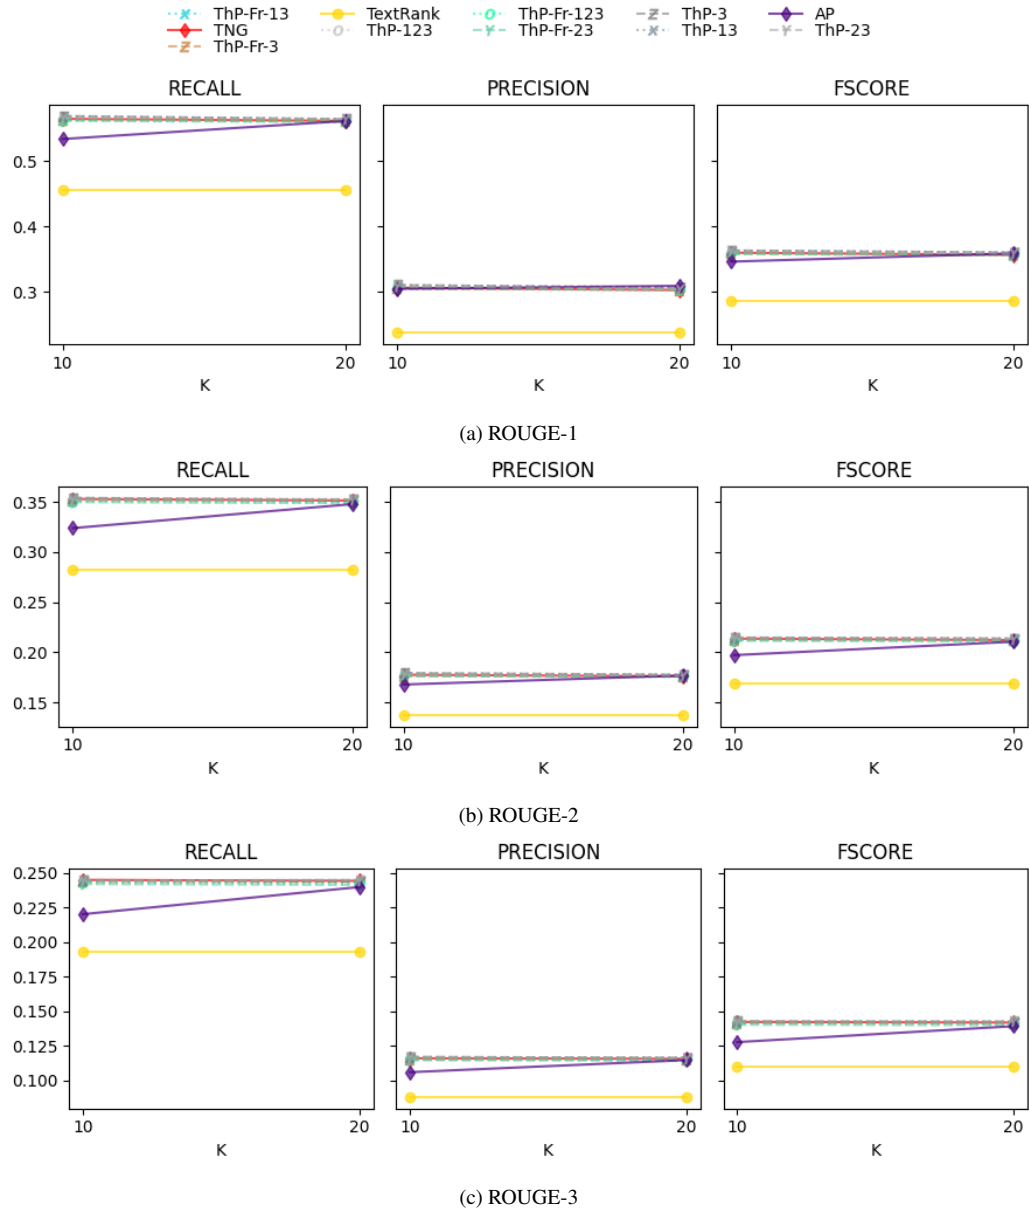 ThP-Fr-13 TextRank ThP-Fr-123 ThP-3 AP
TNG ThP-123 ThP-Fr-23 ThP-13 ThP-23
ThP-Fr-3
RECALL PRECISION FSCORE
0.5
0.4
0.3
10 20 10 20 10 20
K K K
(a) ROUGE-1
RECALL PRECISION FSCORE
0.35
0.30
0.25
0.20
0.15
10 20 10 20 10 20
K K K
(b) ROUGE-2
RECALL PRECISION FSCORE
0.250
0.225
0.200
0.175
0.150
0.125
0.100
10 20 10 20 10 20
K K K
(c) ROUGE-3